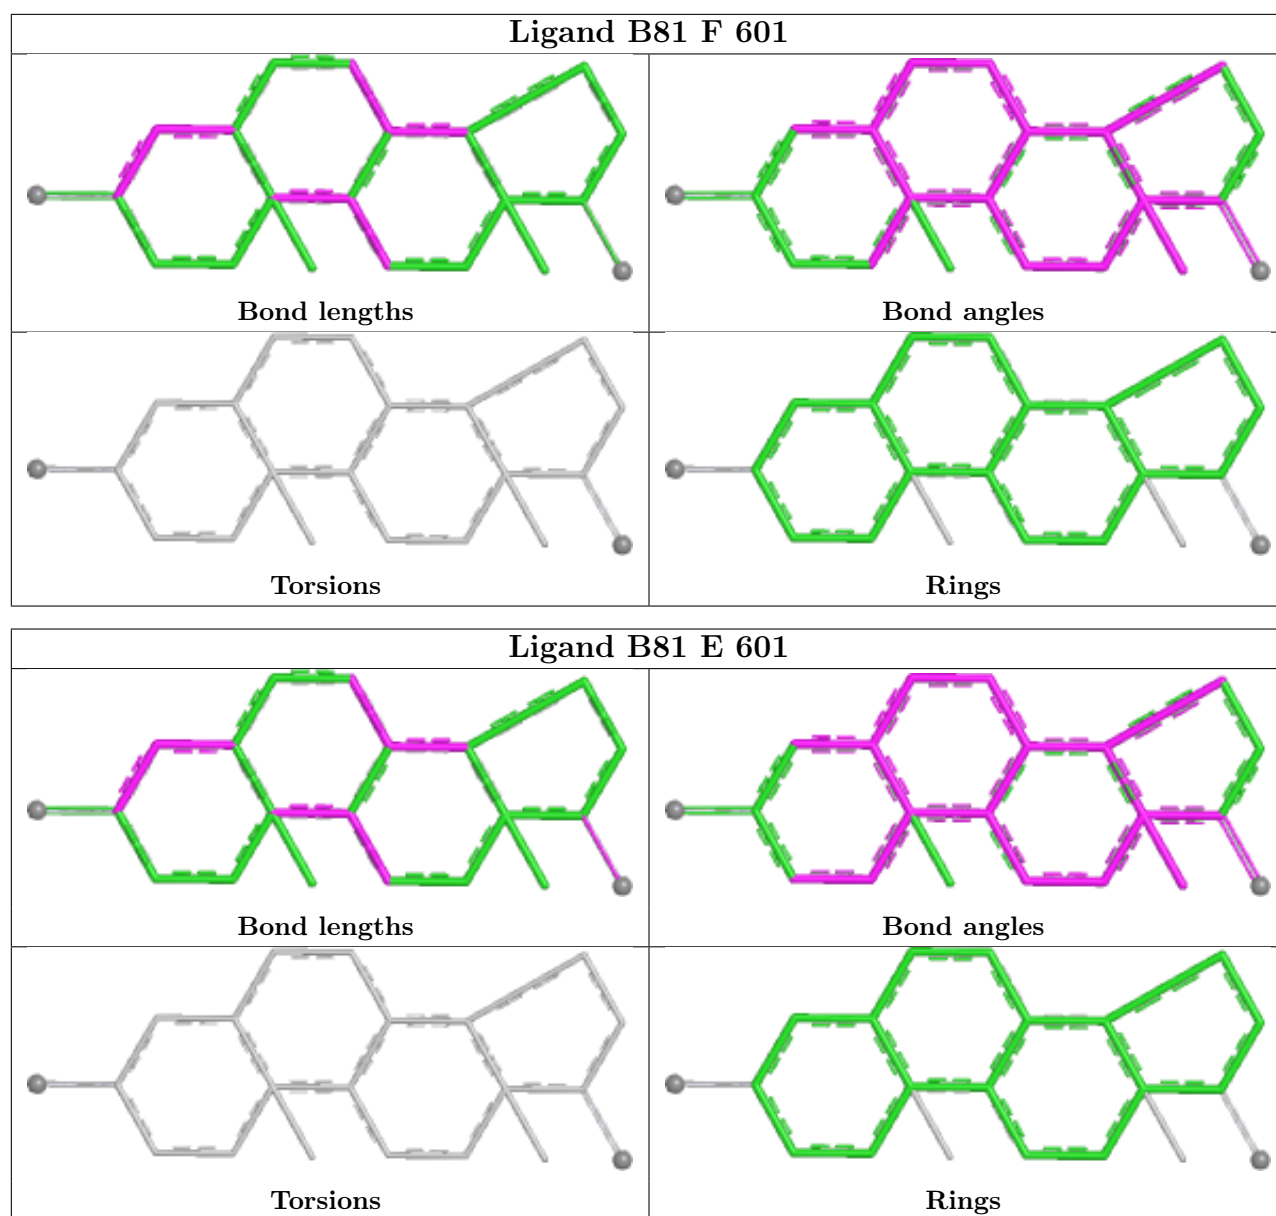 Ligand B81 F 601
Bond lengths
Bond angles
Torsions
Rings
Ligand B81 E 601
Bond lengths
Bond angles
Torsions
Rings